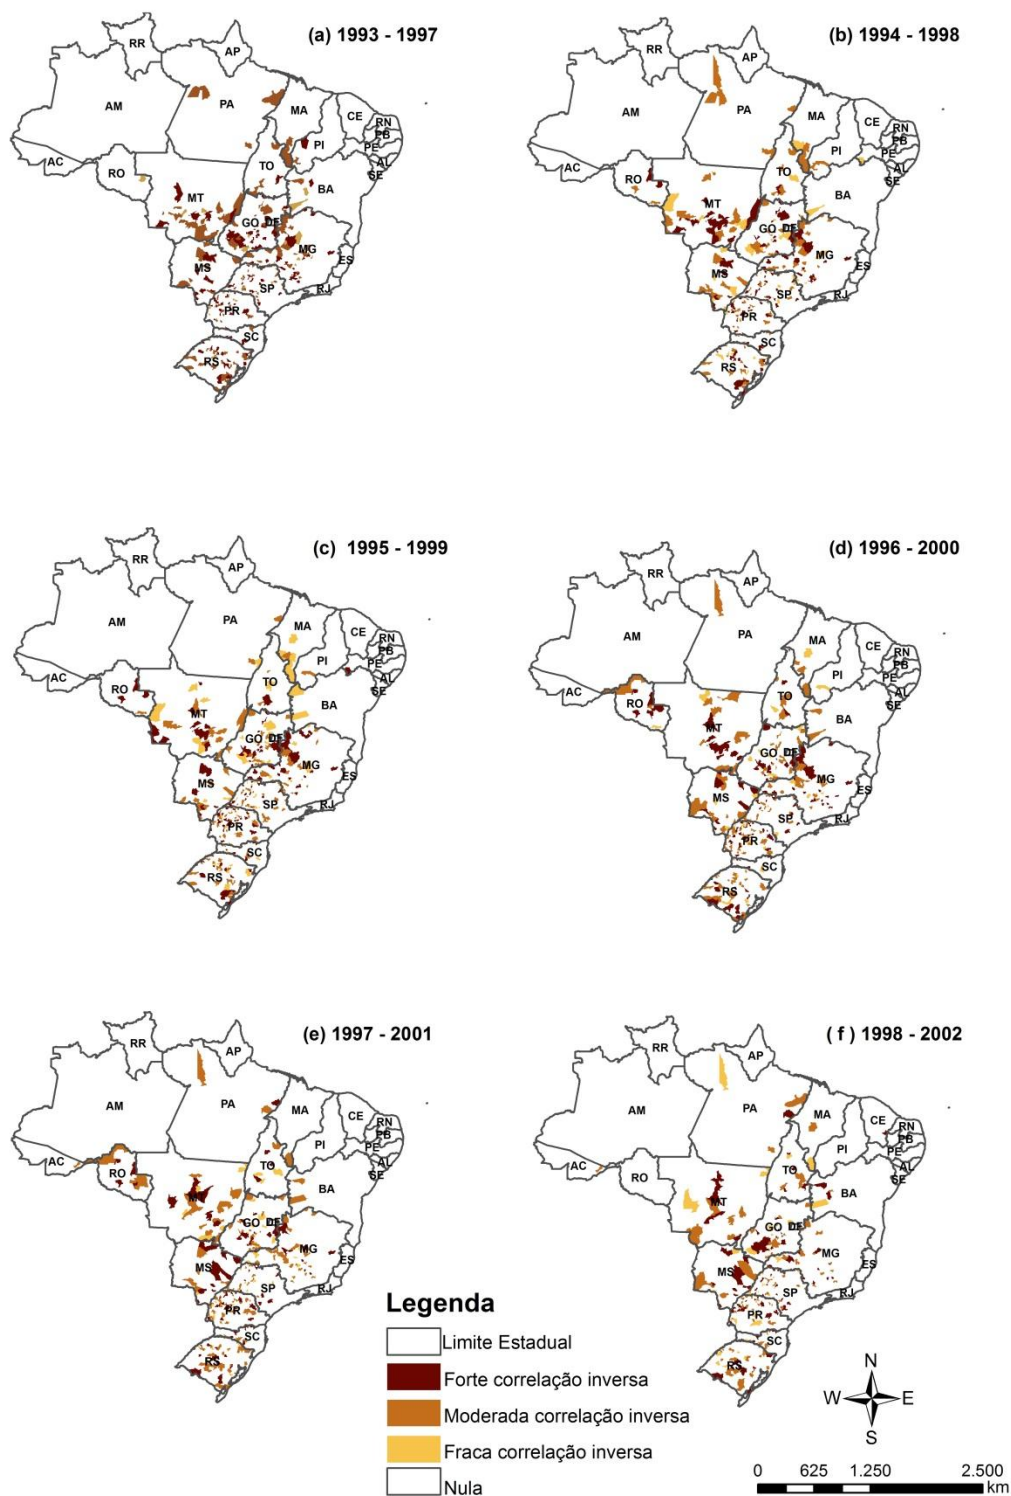 (a) 1993 - 1997
RR
AP
AM
PA
MA
CE
RN
PB
PE
AL
SE
PI
AC
RO
TO
BA
MT
GO
DF
MG
ES
MS
SP
RJ
PR
SC
RS
(b) 1994 - 1998
RR
AP
AM
PA
MA
CE
RN
PB
PE
AL
SE
PI
AC
RO
TO
BA
MT
GO
DF
MG
ES
MS
SP
RJ
PR
SC
RS
(c) 1995 - 1999
RR
AP
AM
PA
MA
CE
RN
PB
PE
AL
SE
PI
AC
RO
TO
BA
MT
GO
DF
MG
ES
MS
SP
RJ
PR
SC
RS
(d) 1996 - 2000
RR
AP
AM
PA
MA
CE
RN
PB
PE
AL
SE
PI
AC
RO
TO
BA
MT
GO
DF
MG
ES
MS
SP
RJ
PR
SC
RS
(e) 1997 - 2001
RR
AP
AM
PA
MA
CE
RN
PB
PE
AL
SE
PI
AC
RO
TO
BA
MT
GO
DF
MG
ES
MS
SP
RJ
PR
SC
RS
( f ) 1998 - 2002
RR
AP
AM
PA
MA
CE
RN
PB
PE
AL
SE
PI
AC
RO
TO
BA
MT
GO
DF
MG
ES
MS
SP
RJ
PR
SC
RS
Legenda
Limite Estadual
Forte correlação inversa
Moderada correlação inversa
Fraca correlação inversa
Nula
N
W E
S
0 625 1.250 2.500
km